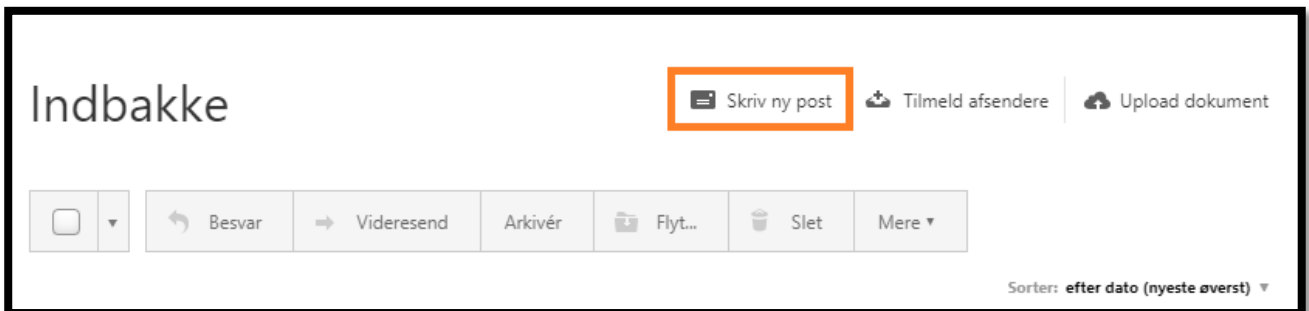 Indbakke
Skriv ny post Tilmeld afsendere Upload dokument
Besvar Videresend Arkivér Flyt... Slet Mere
Sorter: efter dato (nyeste øverst)